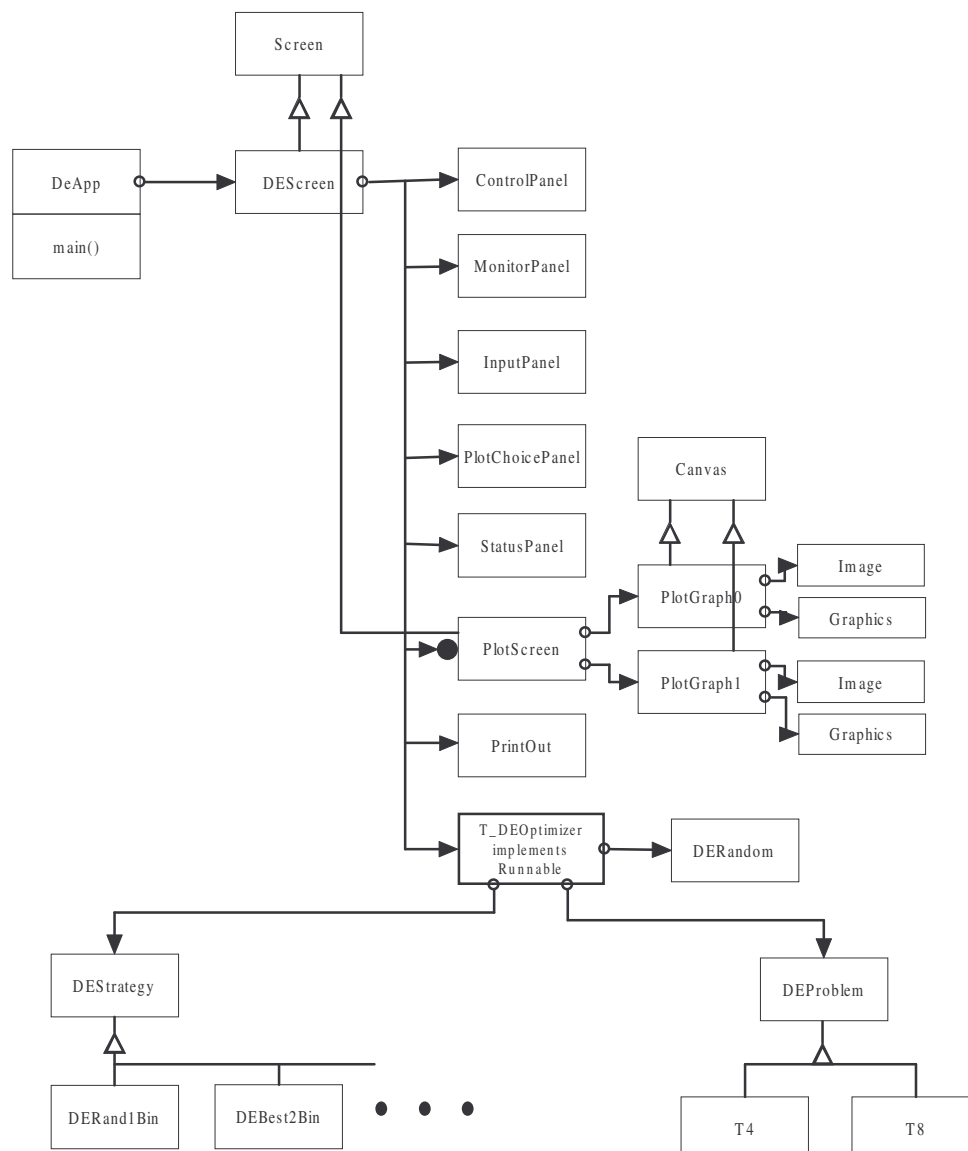 Screen
DeApp
DEScreen
ControlPanel
main()
MonitorPanel
InputPanel
PlotChoicePanel
Canvas
StatusPanel
Image
PlotGraph0
Graphics
PlotScreen
PlotGraph1
Image
Graphics
PrintOut
T_DEOptimizer
implements
Runnable
DERandom
DEStrategy
DEProblem
DERand1Bin
DEBest2Bin
T4
T8